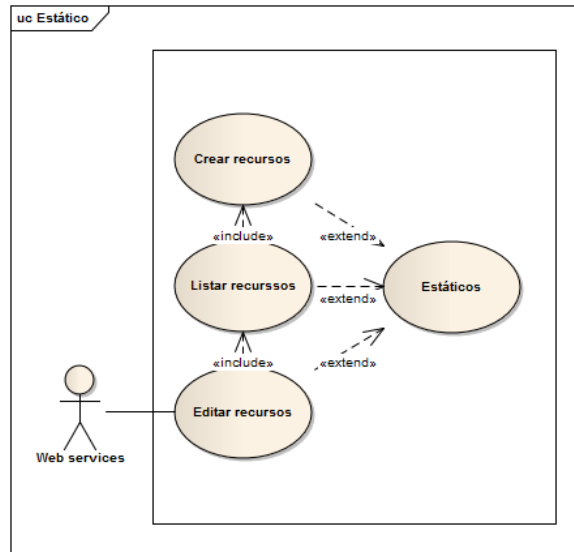 uc Estático
Crear recursos
«include»
«extend»
Listar recurssos
«extend»
Estáticos
«include»
«extend»
Editar recursos
Web services